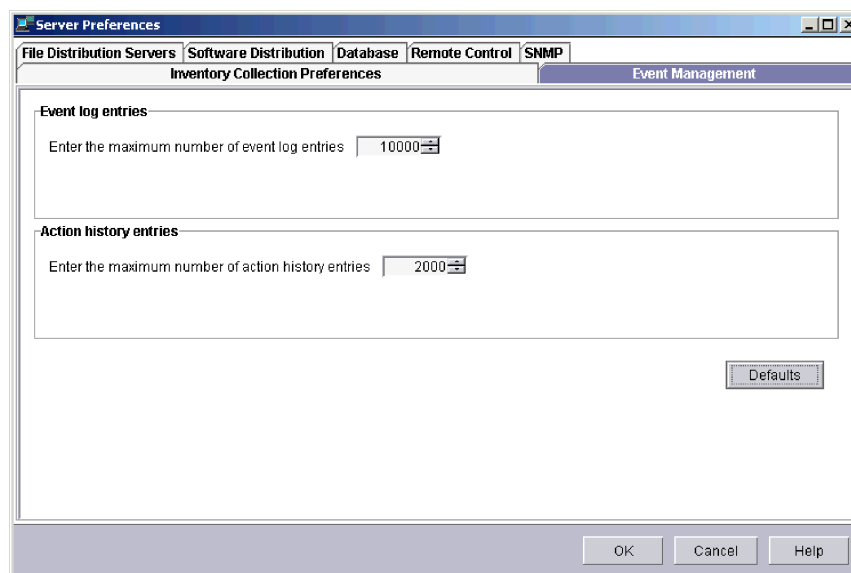 Server Preferences
File Distribution Servers Software Distribution Database Remote Control SNMP
Inventory Collection Preferences Event Management
Event log entries
Enter the maximum number of event log entries 10000
Action history entries
Enter the maximum number of action history entries 2000
Defaults
OK Cancel Help